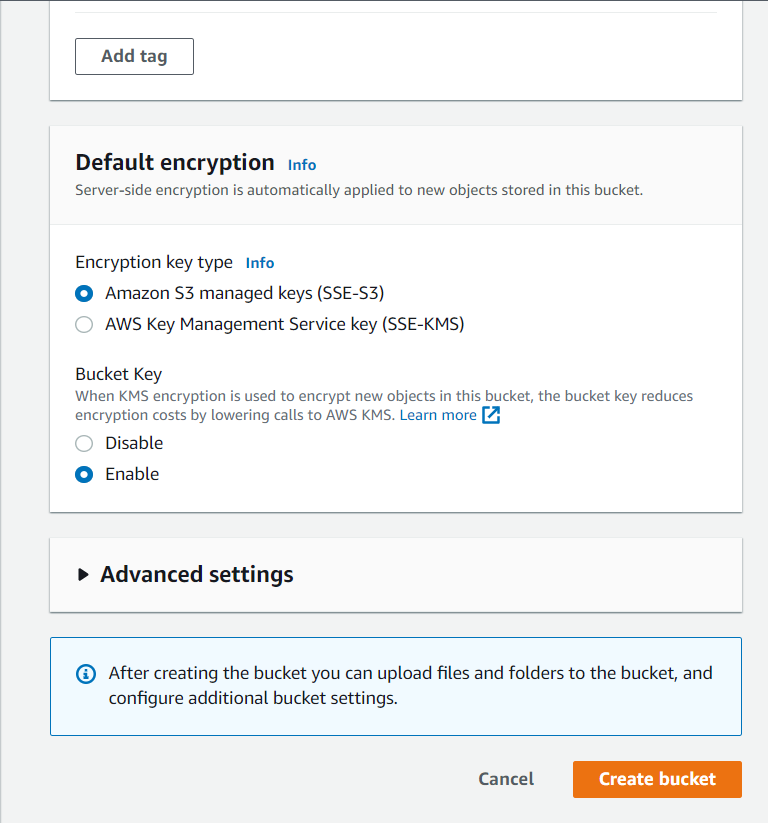 Add tag
Default encryption Info
Server-side encryption is automatically applied to new objects stored in this bucket.
Encryption key type Info
Amazon S3 managed keys (SSE-S3)
AWS Key Management Service key (SSE-KMS)
Bucket Key
When KMS encryption is used to encrypt new objects in this bucket, the bucket key reduces
encryption costs by lowering calls to AWS KMS. Learn more
Disable
Enable
Advanced settings
After creating the bucket you can upload files and folders to the bucket, and
configure additional bucket settings.
Cancel Create bucket